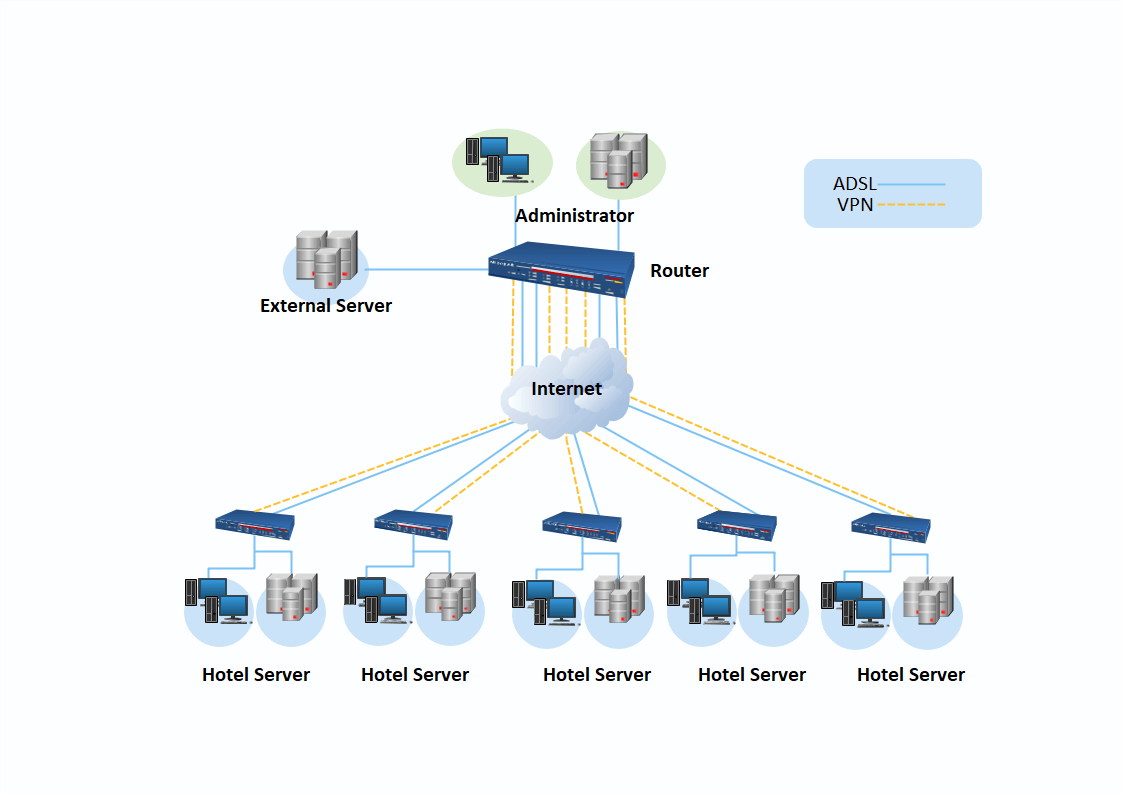 ADSL
VPN
Administrator
Router
External Server
Internet
Hotel Server
Hotel Server
Hotel Server
Hotel Server
Hotel Server